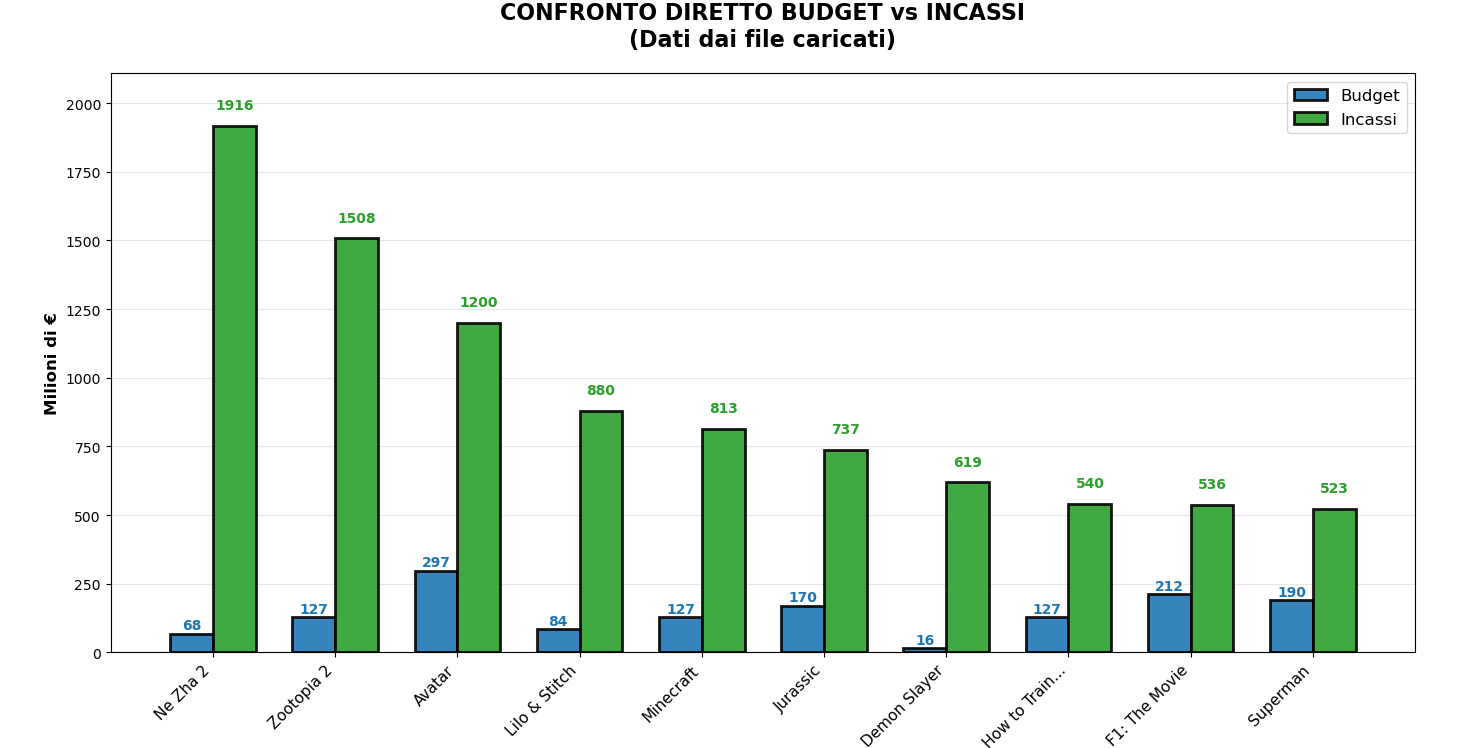 CONFRONTO DIRETTO BUDGET vs INCASSI
(Dati dai file caricati)
Budget
Incassi
Milioni di €
2000
1750
1500
1250
1000
750
500
250
0
68
1916
127
1508
297
1200
84
880
127
813
170
737
16
619
127
540
212
536
190
523
Ne Zha 2
Zootopia 2
Avatar
Lilo & Stitch
Minecraft
Jurassic
Demon Slayer
How to Train...
F1: The Movie
Superman